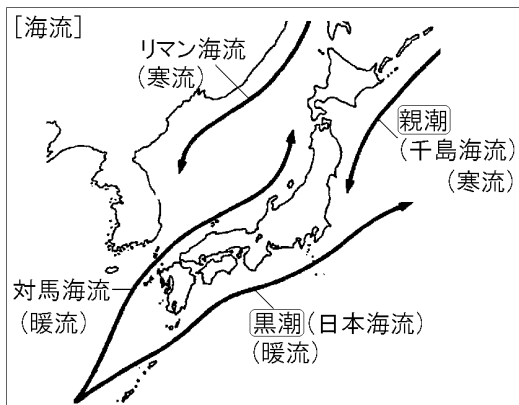 [海流]
リマン海流
(寒流)
親潮
(千島海流)
(寒流)
対馬海流
(暖流)
黒潮(日本海流)
(暖流)